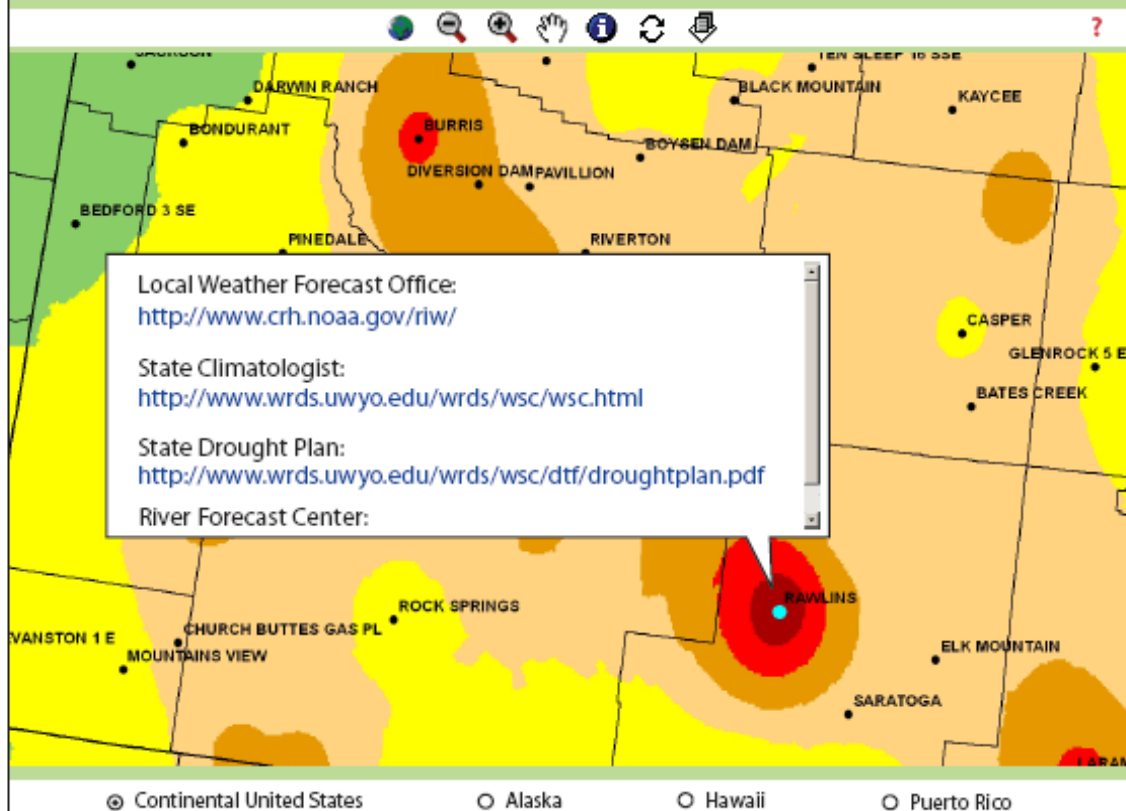 ?
JACKSON
TEN SLEEP 16 SSE
DARWIN RANCH
BLACK MOUNTAIN
KAYCEE
BONDURANT
BURRIS
BOYSEN DAM
DIVERSION DAM
PAVILLION
BEDFORD 3 SE
PINEDALE
RIVERTON
Local Weather Forecast Office:
http://www.crh.noaa.gov/riw/
State Climatologist:
http://www.wrds.uwyo.edu/wrds/wsc/wsc.html
State Drought Plan:
http://www.wrds.uwyo.edu/wrds/wsc/dtf/droughtplan.pdf
River Forecast Center:
CASPER
GLENROCK 5 E
BATES CREEK
RAWLINS
ROCK SPRINGS
CHURCH BUTTES GAS PL
VANSTON 1 E
MOUNTAINS VIEW
ELK MOUNTAIN
SARATOGA
LARAM
Continental United States
Alaska
Hawaii
Puerto Rico